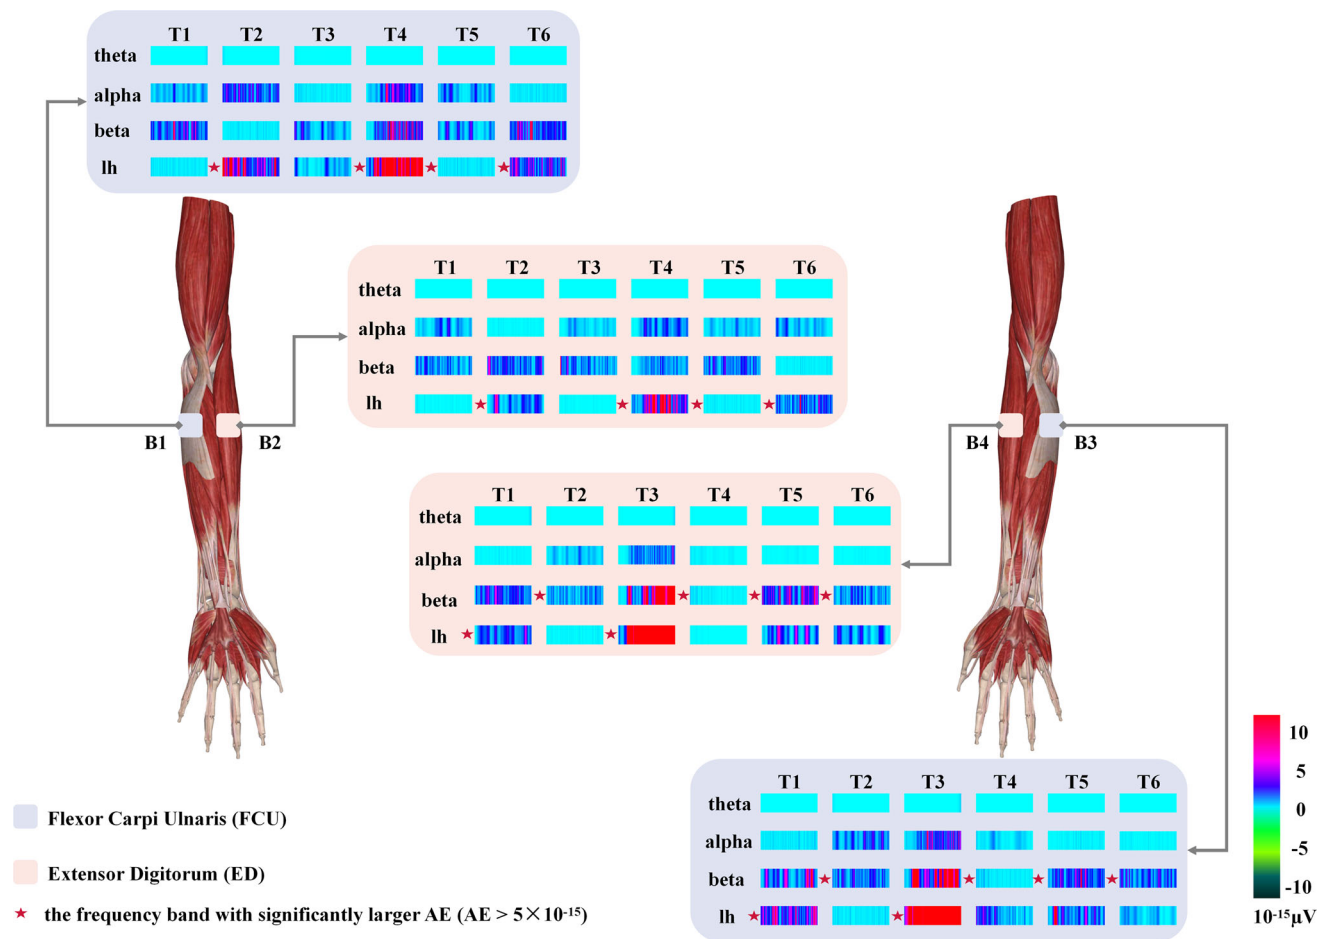 T1 T2 T3 T4 T5 T6
theta
alpha
beta
lh
T1 T2 T3 T4 T5 T6
theta
alpha
beta
lh
B1 B2 B4 B3
T1 T2 T3 T4 T5 T6
theta
alpha
beta
lh
T1 T2 T3 T4 T5 T6
theta
alpha
beta
lh
10
5
0
-5
-10
10⁻¹⁵μV
Flexor Carpi Ulnaris (FCU)
Extensor Digitorum (ED)
★ the frequency band with significantly larger AE (AE > 5×10⁻¹⁵)